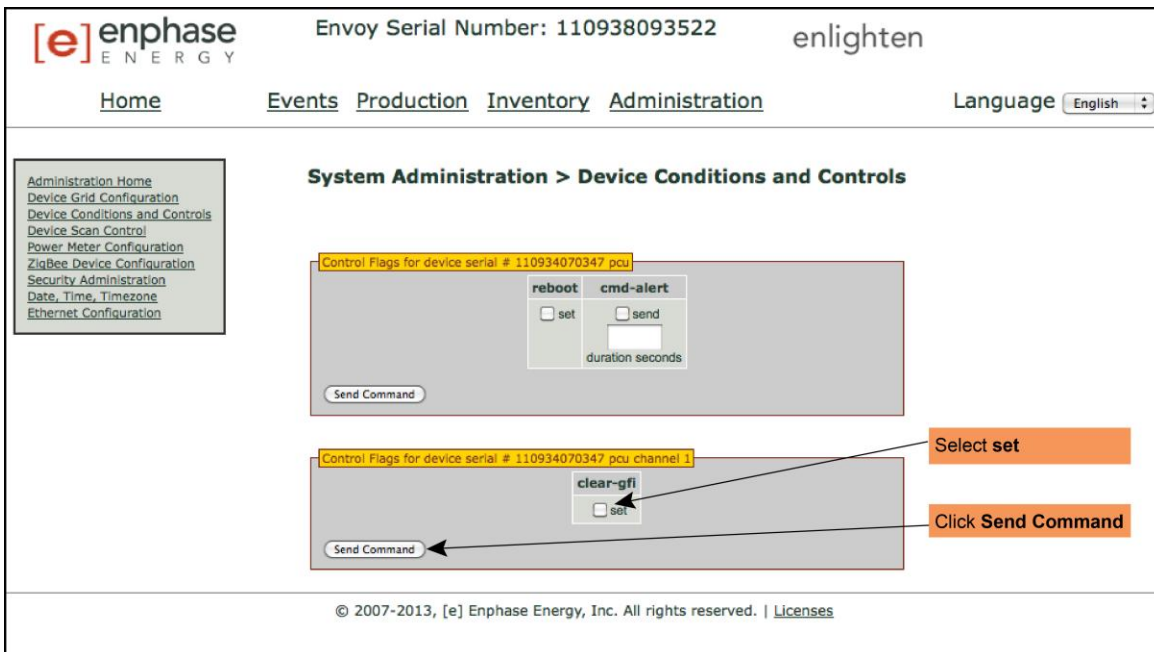 [e] enphase
ENERGY
Envoy Serial Number: 110938093522
enlighten
Home Events Production Inventory Administration Language English
Administration Home
Device Grid Configuration
Device Conditions and Controls
Device Scan Control
Power Meter Configuration
ZigBee Device Configuration
Security Administration
Date, Time, Timezone
Ethernet Configuration
System Administration > Device Conditions and Controls
Control Flags for device serial # 110934070347 pcu
reboot cmd-alert
set send
duration seconds
Send Command
Control Flags for device serial # 110934070347 pcu channel 1
clear-gfi
set
Send Command
Select set
Click Send Command
© 2007-2013, [e] Enphase Energy, Inc. All rights reserved. | Licenses